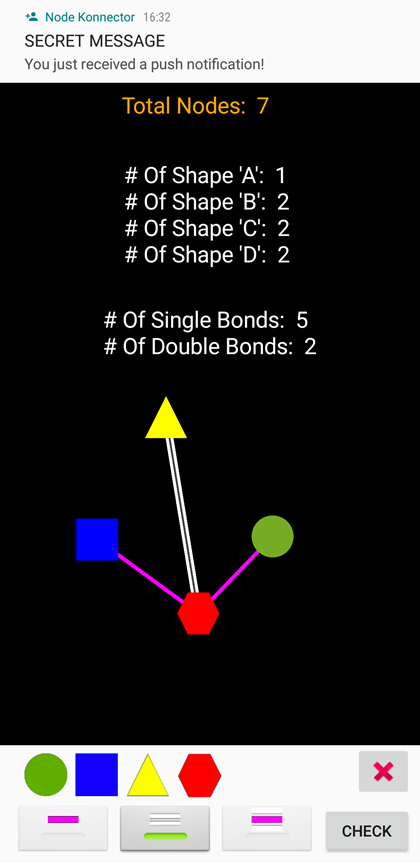 Node Konnector 16:32
SECRET MESSAGE
You just received a push notification!
Total Nodes: 7
# Of Shape 'A': 1
# Of Shape 'B': 2
# Of Shape 'C': 2
# Of Shape 'D': 2
# Of Single Bonds: 5
# Of Double Bonds: 2
CHECK